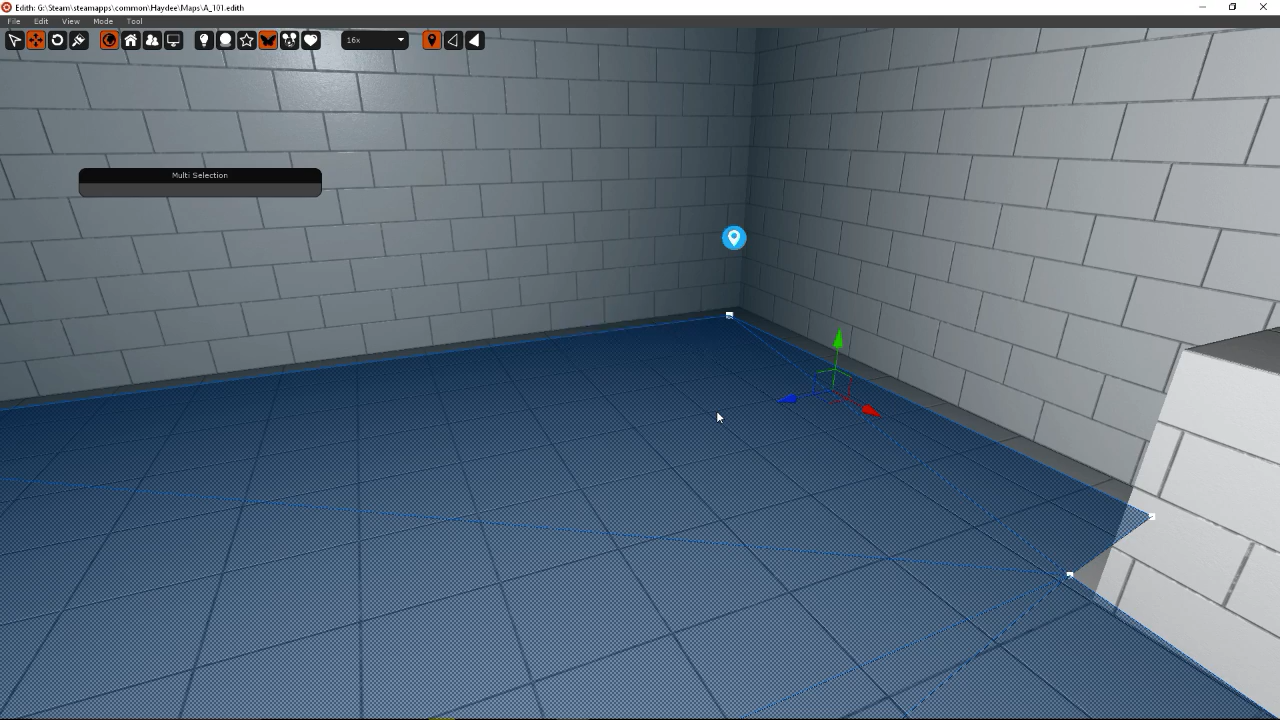 Edith: G:\Steam\steamapps\common\Haydee\Maps\A_101.edith
File Edit View Mode Tool
16x
Multi Selection